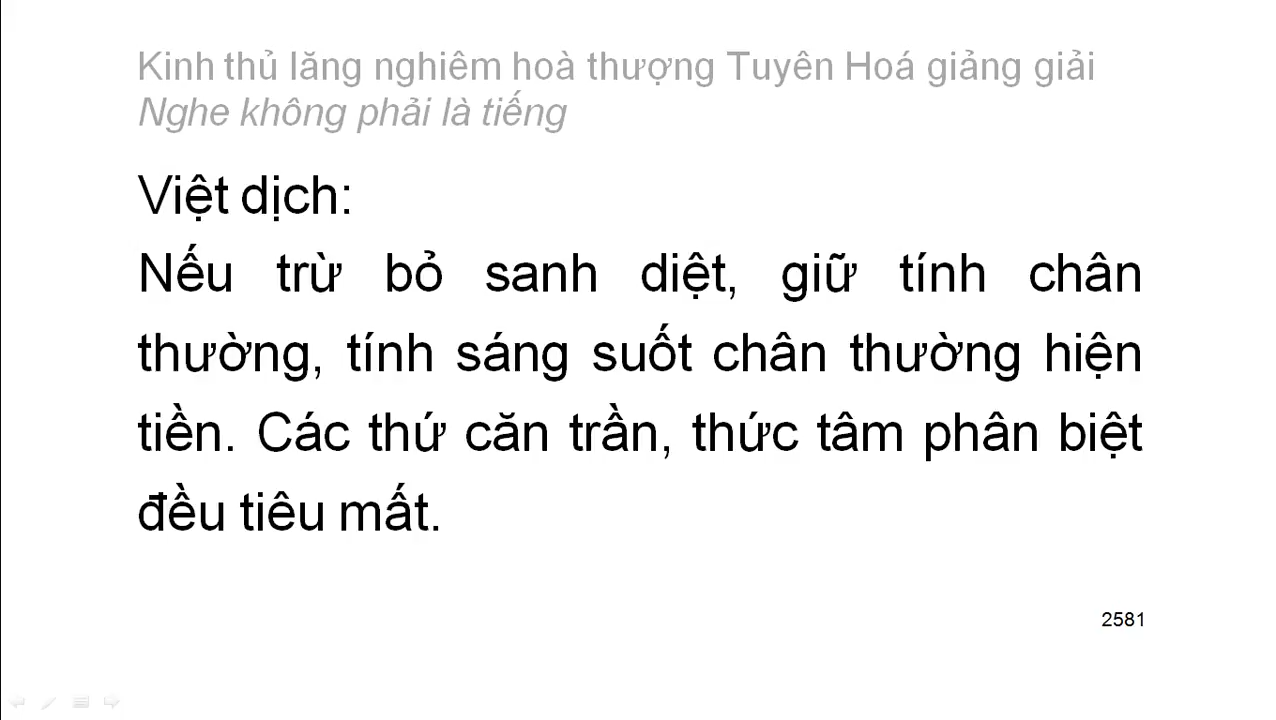 Kinh thủ lăng nghiêm hoà thượng Tuyên Hoá giảng giải
Nghe không phải là tiếng
Việt dịch:
Nếu trừ bỏ sanh diệt, giữ tính chân
thường, tính sáng suốt chân thường hiện
tiền. Các thứ căn trần, thức tâm phân biệt
đều tiêu mất.
2581